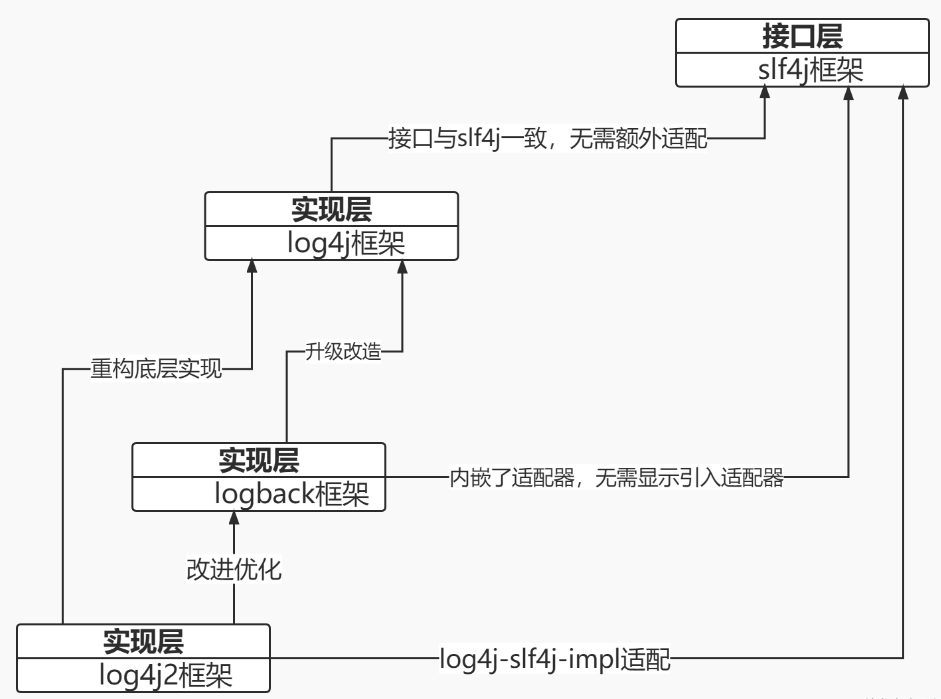 接口层
slf4j框架
接口与slf4j一致，无需额外适配
实现层
log4j框架
升级改造
重构底层实现
实现层
logback框架
内嵌了适配器，无需显示引入适配器
改进优化
实现层
log4j2框架
log4j-slf4j-impl适配